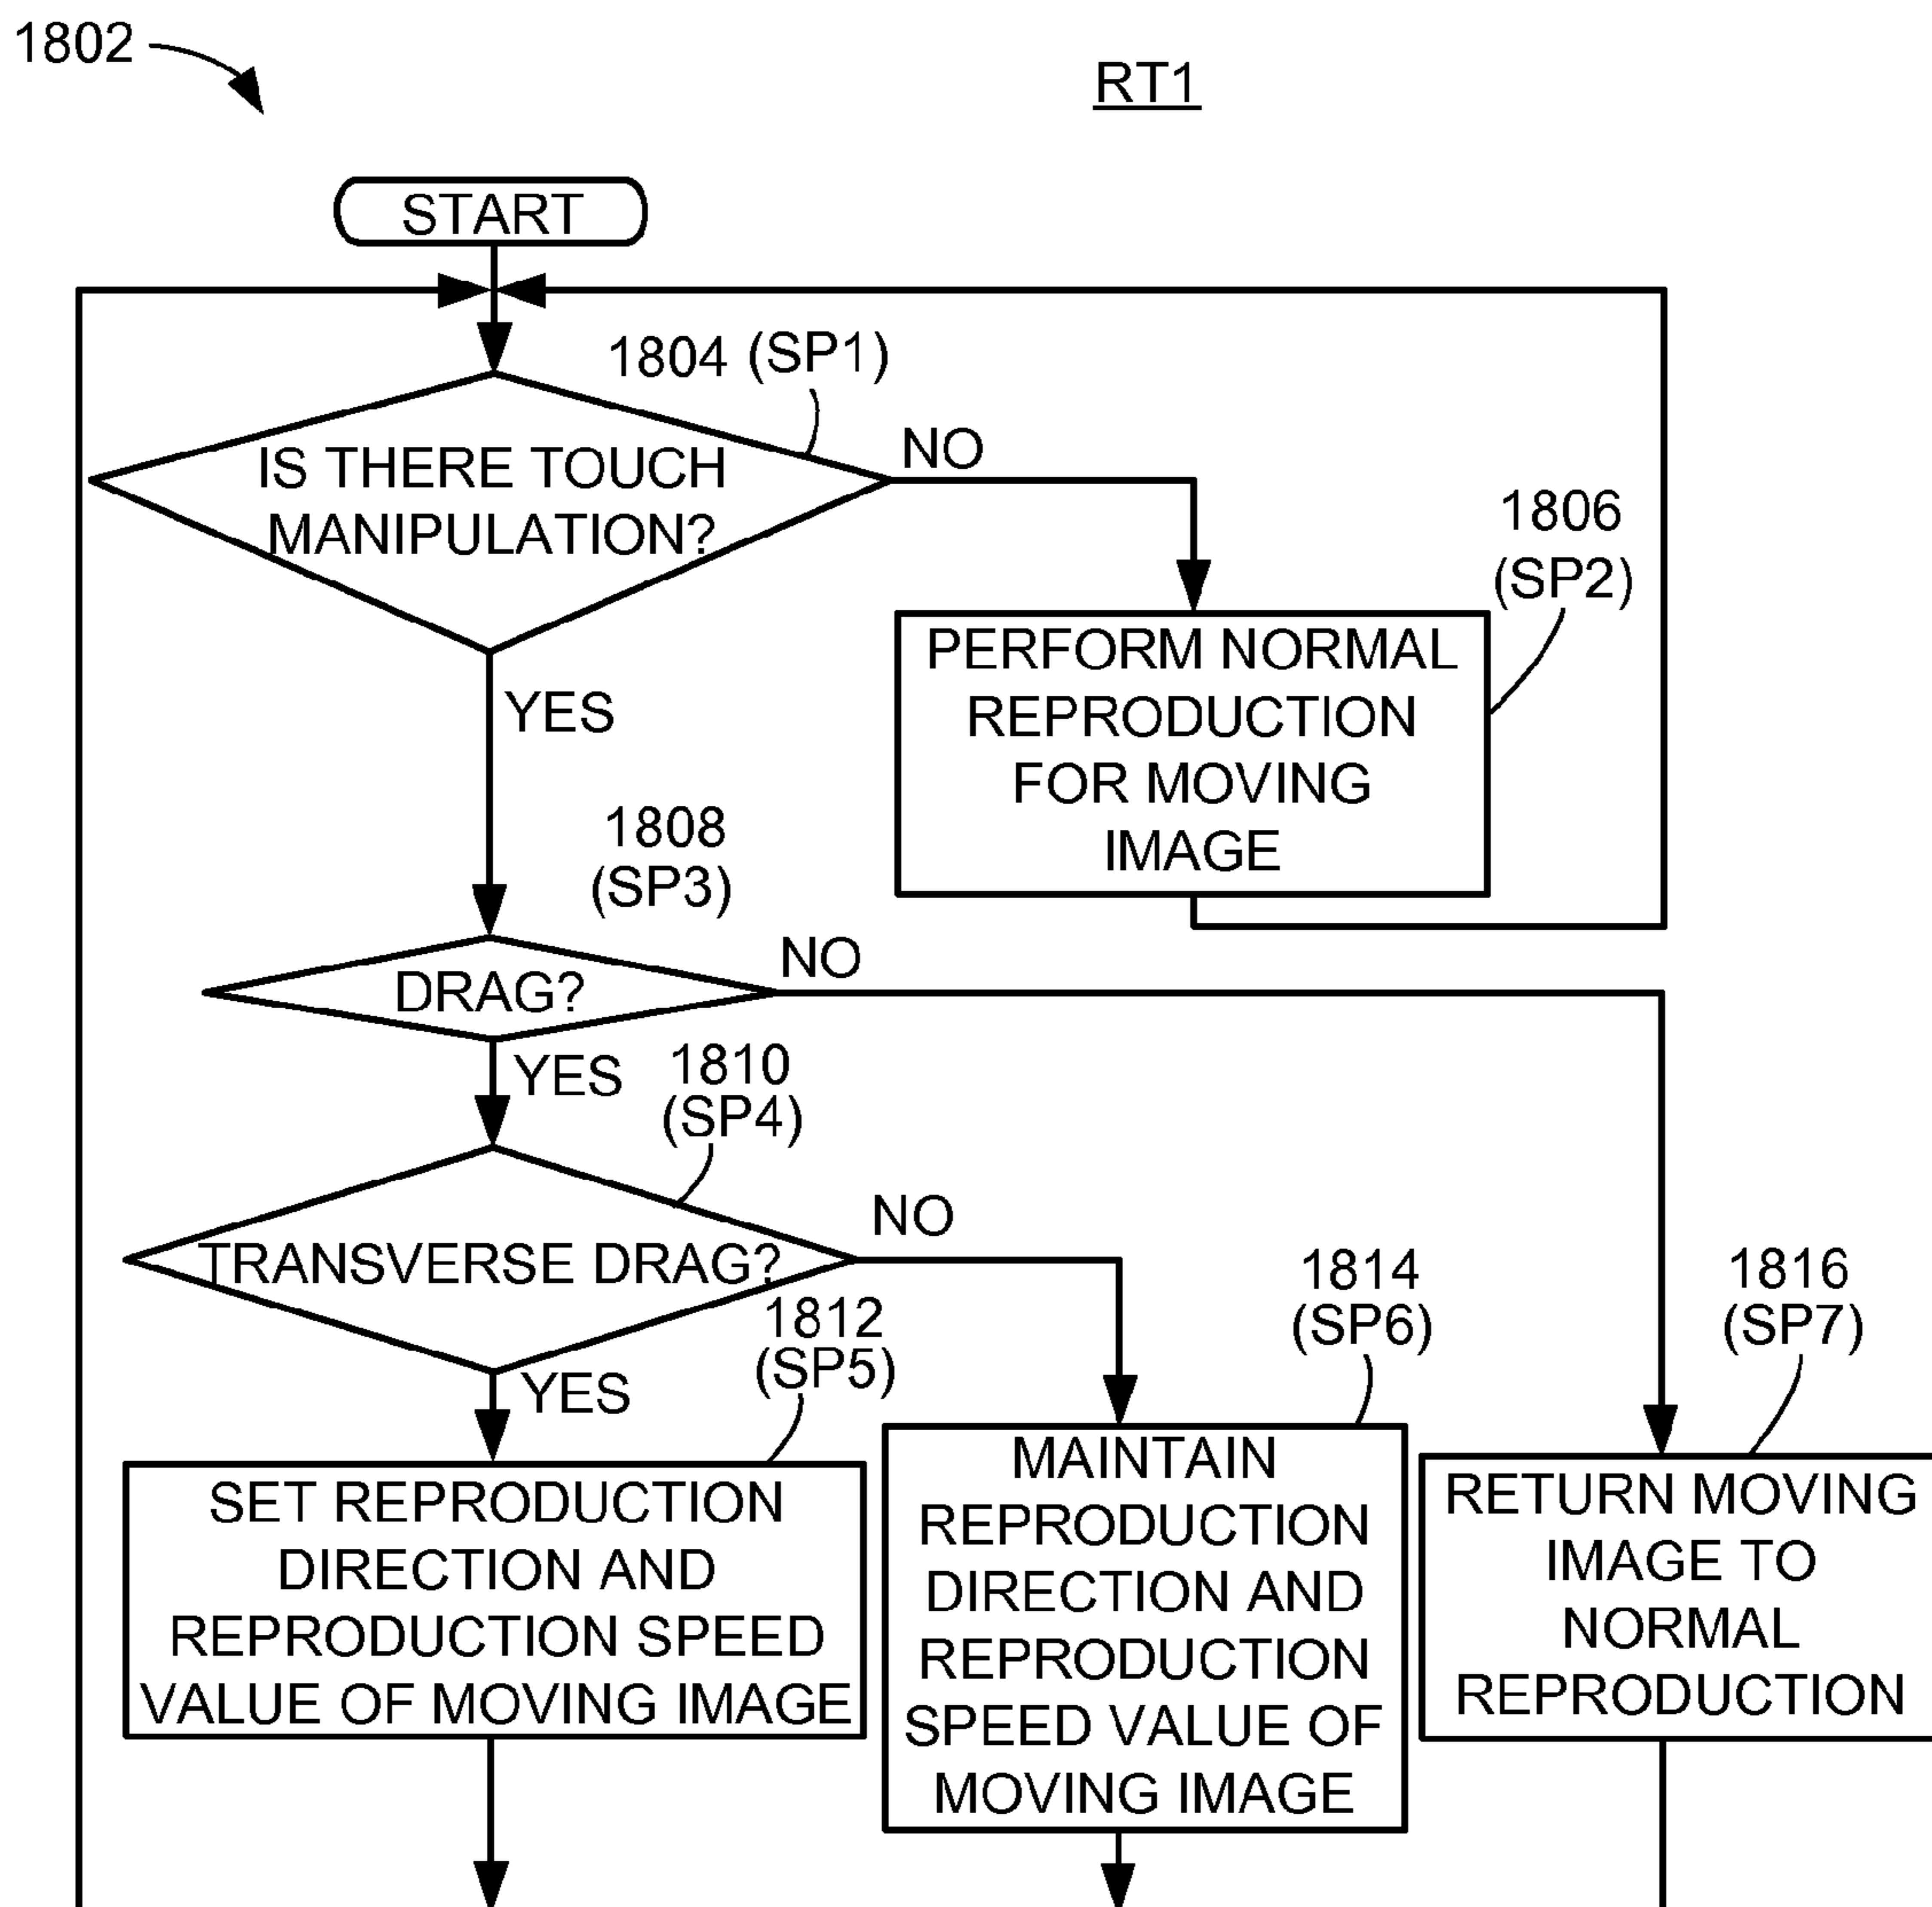 1802
RT1
START
1804 (SP1)
IS THERE TOUCH
MANIPULATION?
NO
1806
(SP2)
PERFORM NORMAL
REPRODUCTION
FOR MOVING
IMAGE
YES
1808
(SP3)
DRAG?
NO
YES
1810
(SP4)
TRANSVERSE DRAG?
NO
YES
1812
(SP5)
1814
(SP6)
1816
(SP7)
SET REPRODUCTION
DIRECTION AND
REPRODUCTION SPEED
VALUE OF MOVING IMAGE
MAINTAIN
REPRODUCTION
DIRECTION AND
REPRODUCTION
SPEED VALUE OF
MOVING IMAGE
RETURN MOVING
IMAGE TO
NORMAL
REPRODUCTION